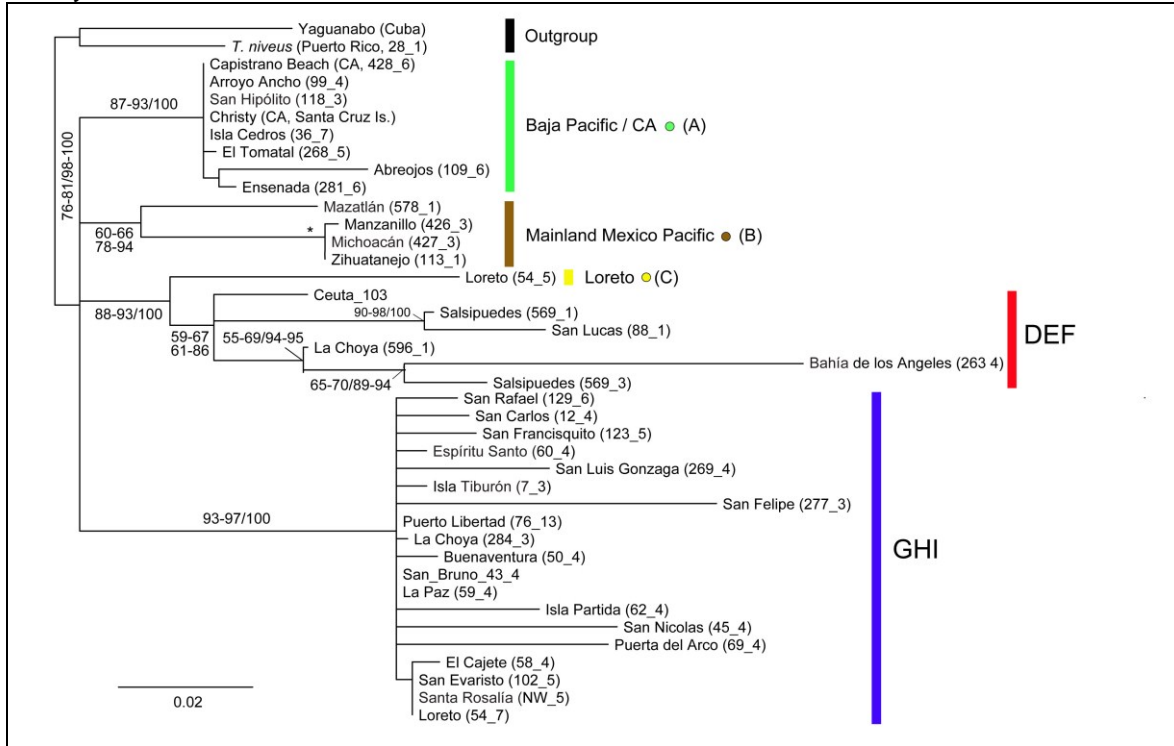 Yaguanabo (Cuba)
T. niveus (Puerto Rico, 28_1)
Outgroup
Capistrano Beach (CA, 428_6)
Arroyo Ancho (99_4)
San Hipólito (118_3)
Christy (CA, Santa Cruz Is.)
Isla Cedros (36_7)
El Tomatal (268_5)
Abreojos (109_6)
Ensenada (281_6)
87-93/100
Baja Pacific / CA (A)
76-81/98-100
Mazatlán (578_1)
Manzanillo (426_3)
Michoacán (427_3)
Zihuatanejo (113_1)
*
60-66
78-94
Mainland Mexico Pacific (B)
Loreto (54_5)
Loreto (C)
88-93/100
Ceuta_103
90-98/100
Salsipuedes (569_1)
San Lucas (88_1)
59-67
61-86
55-69/94-95
La Choya (596_1)
Bahía de los Angeles (263 4)
65-70/89-94
Salsipuedes (569_3)
DEF
San Rafael (129_6)
San Carlos (12_4)
San Francisquito (123_5)
Espíritu Santo (60_4)
San Luis Gonzaga (269_4)
Isla Tiburón (7_3)
San Felipe (277_3)
93-97/100
Puerto Libertad (76_13)
La Choya (284_3)
Buenaventura (50_4)
San_Bruno_43_4
La Paz (59_4)
Isla Partida (62_4)
San Nicolas (45_4)
Puerta del Arco (69_4)
El Cajete (58_4)
San Evaristo (102_5)
Santa Rosalía (NW_5)
Loreto (54_7)
GHI
0.02